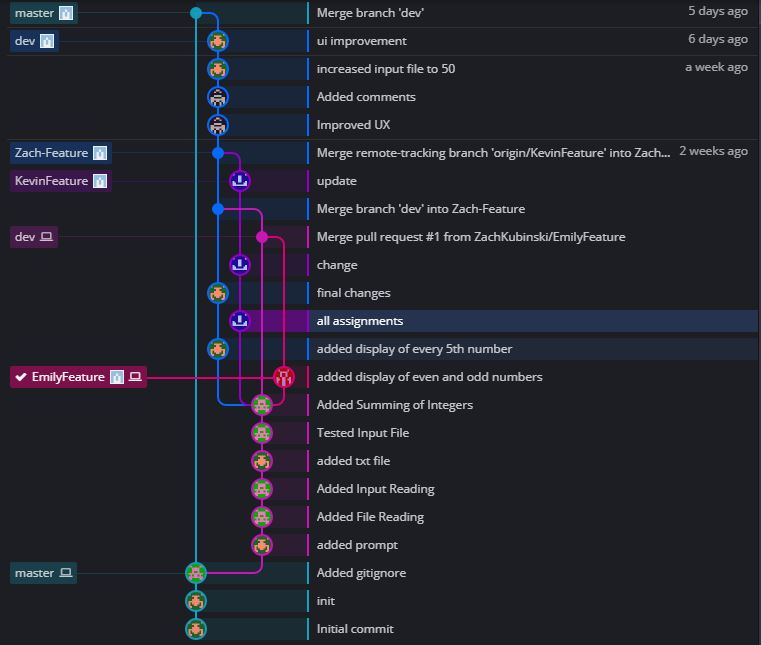 master Merge branch 'dev' 5 days ago
dev ui improvement 6 days ago
increased input file to 50 a week ago
Added comments
Improved UX
Zach-Feature Merge remote-tracking branch 'origin/KevinFeature' into Zach... 2 weeks ago
KevinFeature update
Merge branch 'dev' into Zach-Feature
dev Merge pull request #1 from ZachKubinski/EmilyFeature
change
final changes
all assignments
added display of every 5th number
EmilyFeature added display of even and odd numbers
Added Summing of Integers
Tested Input File
added txt file
Added Input Reading
Added File Reading
added prompt
master Added gitignore
init
Initial commit